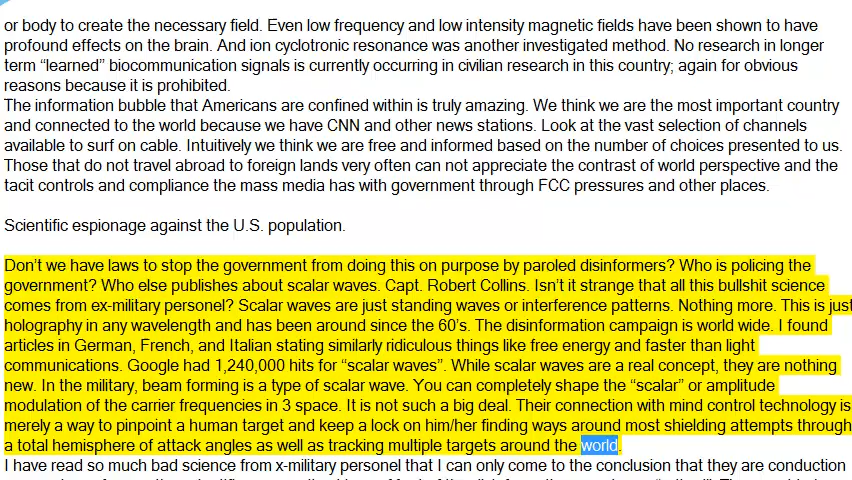 or body to create the necessary field. Even low frequency and low intensity magnetic fields have been shown to have
profound effects on the brain. And ion cyclotronic resonance was another investigated method. No research in longer
term “learned” biocommunication signals is currently occurring in civilian research in this country; again for obvious
reasons because it is prohibited.
The information bubble that Americans are confined within is truly amazing. We think we are the most important country
and connected to the world because we have CNN and other news stations. Look at the vast selection of channels
available to surf on cable. Intuitively we think we are free and informed based on the number of choices presented to us.
Those that do not travel abroad to foreign lands very often can not appreciate the contrast of world perspective and the
tacit controls and compliance the mass media has with government through FCC pressures and other places.
Scientific espionage against the U.S. population.
Don’t we have laws to stop the government from doing this on purpose by paroled disinformers? Who is policing the
government? Who else publishes about scalar waves. Capt. Robert Collins. Isn’t it strange that all this bullshit science
comes from ex-military personel? Scalar waves are just standing waves or interference patterns. Nothing more. This is just
holography in any wavelength and has been around since the 60’s. The disinformation campaign is world wide. I found
articles in German, French, and Italian stating similarly ridiculous things like free energy and faster than light
communications. Google had 1,240,000 hits for “scalar waves”. While scalar waves are a real concept, they are nothing
new. In the military, beam forming is a type of scalar wave. You can completely shape the “scalar” or amplitude
modulation of the carrier frequencies in 3 space. It is not such a big deal. Their connection with mind control technology is
merely a way to pinpoint a human target and keep a lock on him/her finding ways around most shielding attempts through
a total hemisphere of attack angles as well as tracking multiple targets around the world.
I have read so much bad science from x-military personel that I can only come to the conclusion that they are conduction